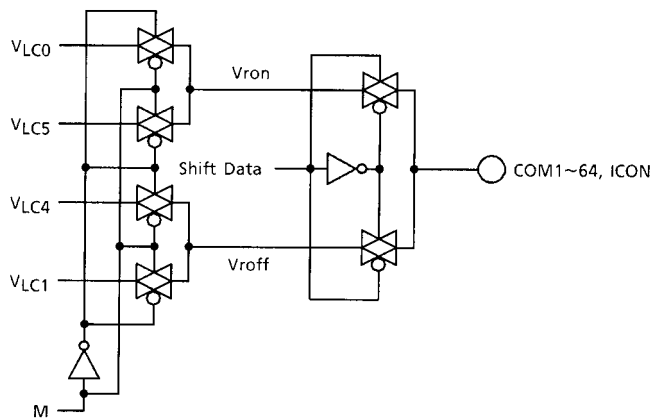 VLC0
Vron
VLC5
Shift Data
COM1~64, ICON
VLC4
Vroff
VLC1
M